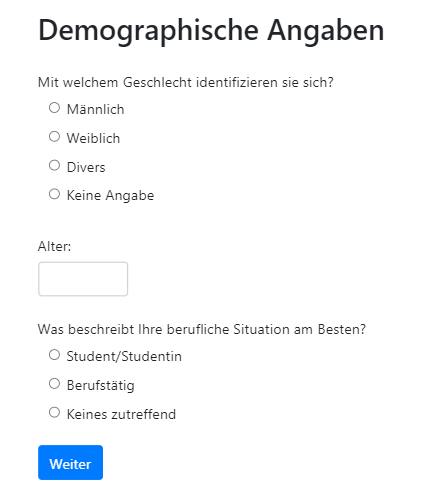 Demographische Angaben
Mit welchem Geschlecht identifizieren sie sich?
Männlich
Weiblich
Divers
Keine Angabe
Alter:
Was beschreibt Ihre berufliche Situation am Besten?
Student/Studentin
Berufstätig
Keines zutreffend
Weiter